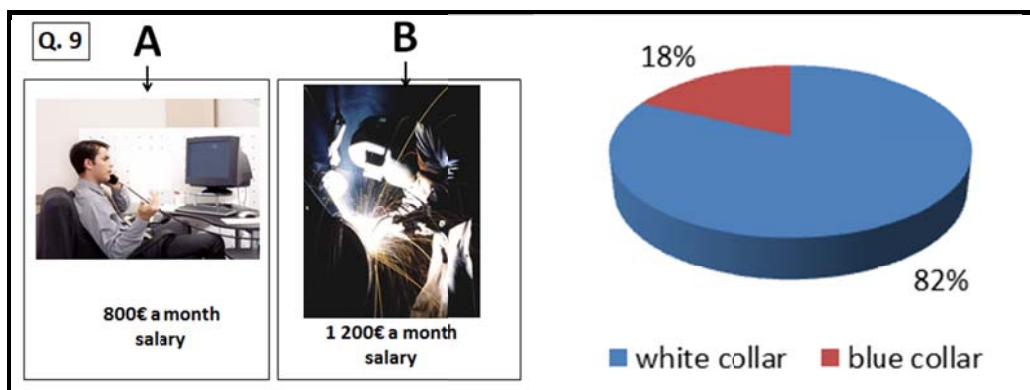 Q. 9
A
B
800€ a month
salary
1 200€ a month
salary
18%
82%
white collar
blue collar